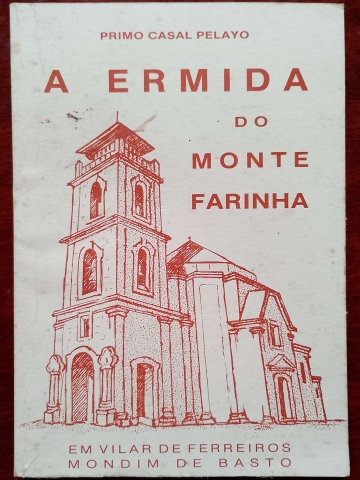 PRIMO CASAL PELAYO
A ERMIDA
DO
MONTE
FARINHA
EM VILAR DE FERREIROS
MONDIM DE BASTO